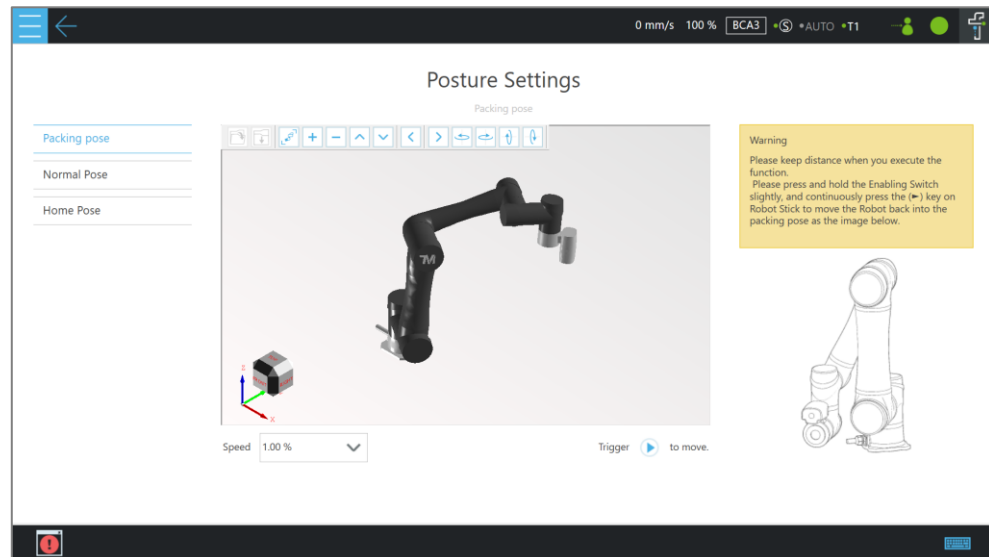 0 mm/s 100 % BCA3 S AUTO T1
Posture Settings
Packing pose
Packing pose
Normal Pose
Home Pose
Warning
Please keep distance when you execute the
function.
Please press and hold the Enabling Switch
slightly, and continuously press the (►) key on
Robot Stick to move the Robot back into the
packing pose as the image below.
TM
z
x
Speed 1.00 %
Trigger to move.